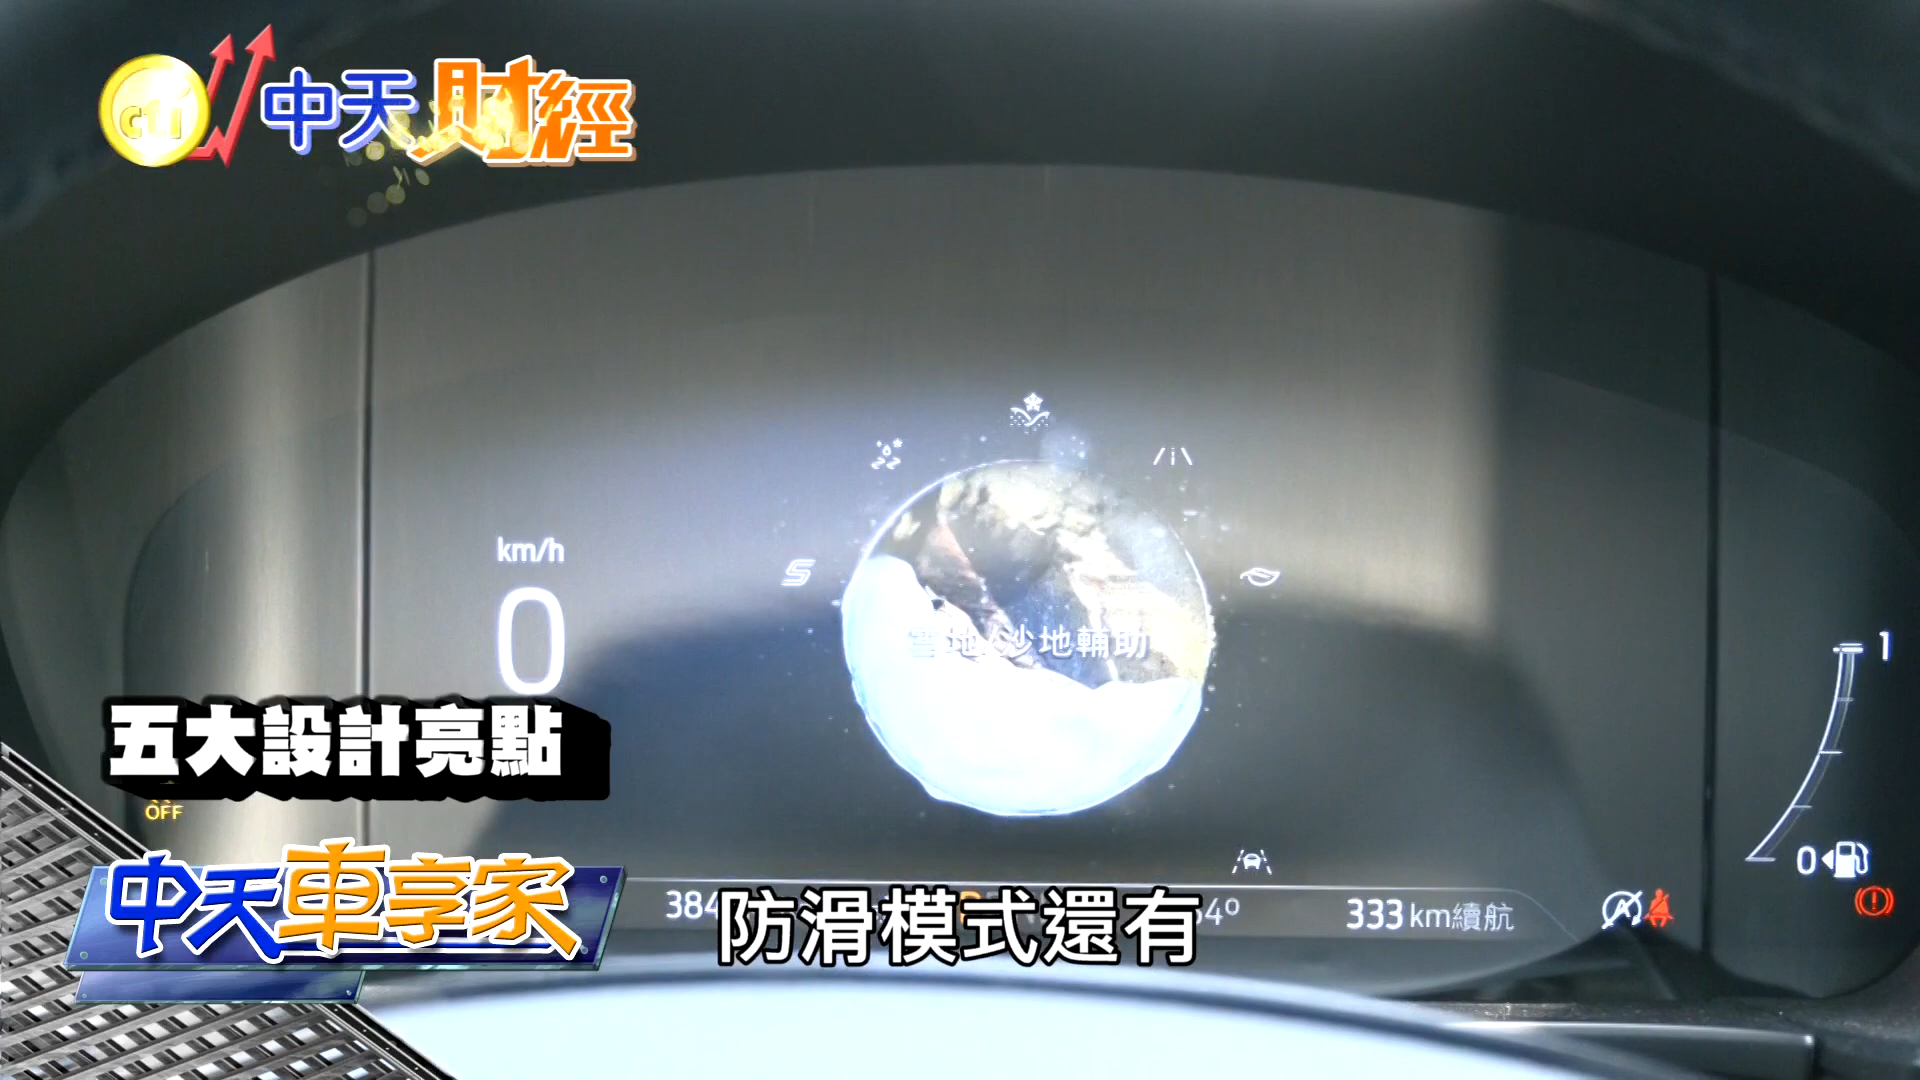 cti 中天財經
km/h
0
雪地/沙地輔助
1
五大設計亮點
OFF
中天車享家
0
384
防滑模式還有
333 km續航